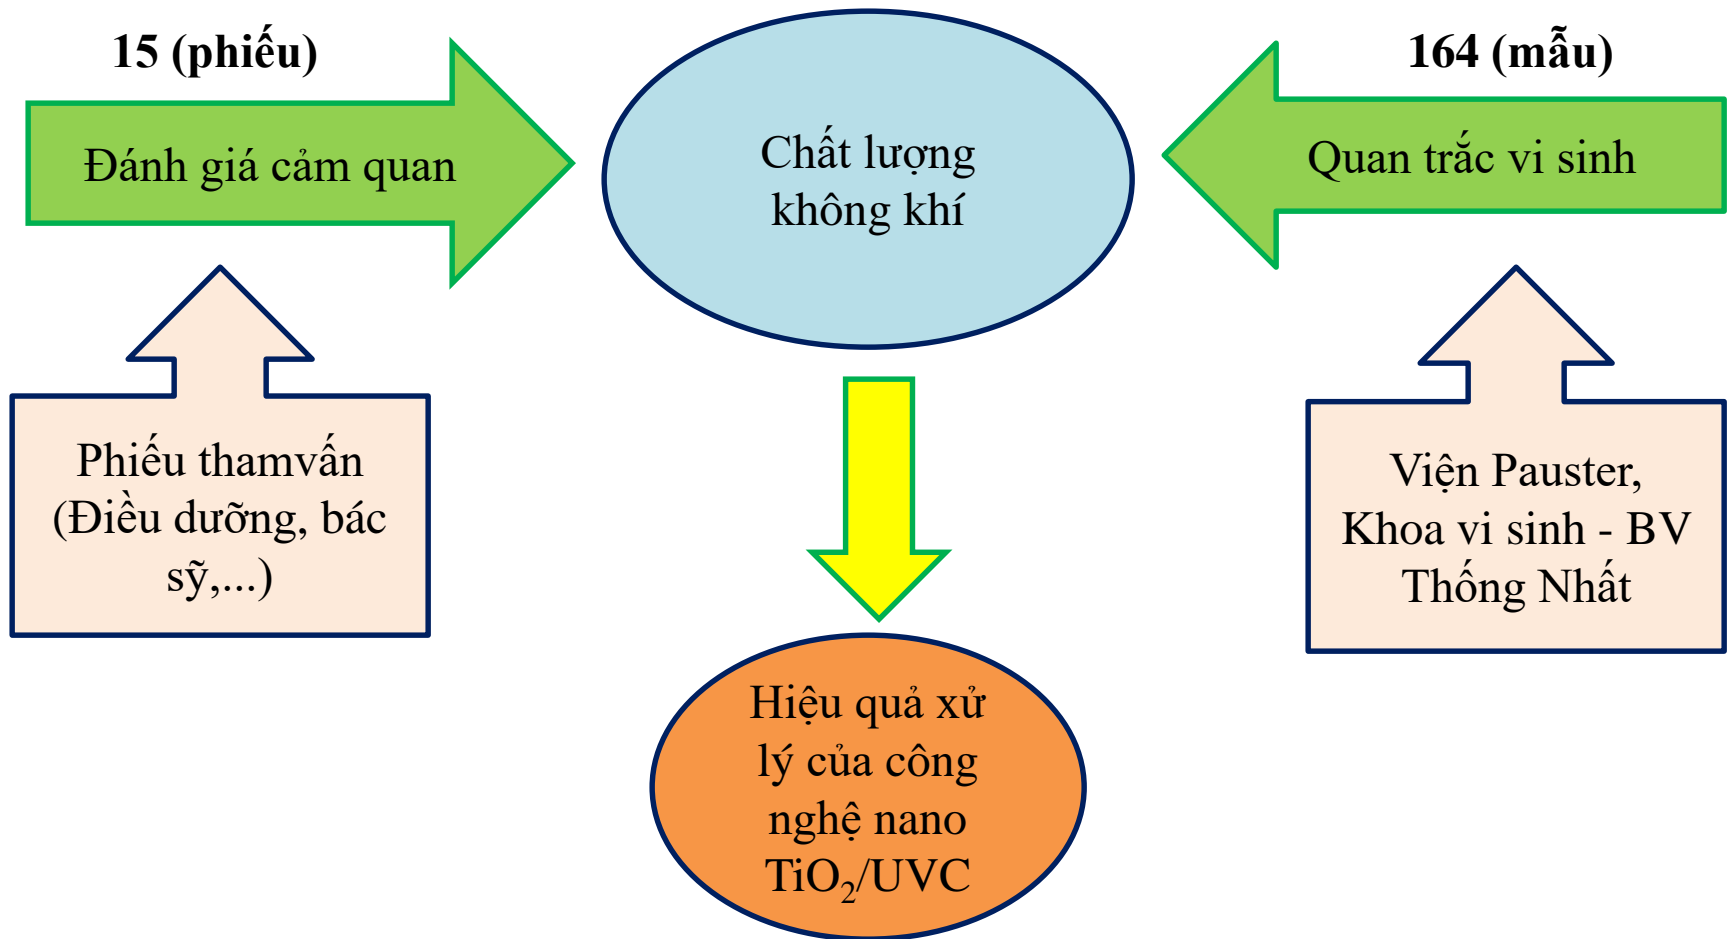 15 (phiếu)
Đánh giá cảm quan
Phiếu thamvấn
(Điều dưỡng, bác
sỹ,...)
Chất lượng
không khí
164 (mẫu)
Quan trắc vi sinh
Viện Pauster,
Khoa vi sinh - BV
Thống Nhất
Hiệu quả xử
lý của công
nghệ nano
TiO₂/UVC